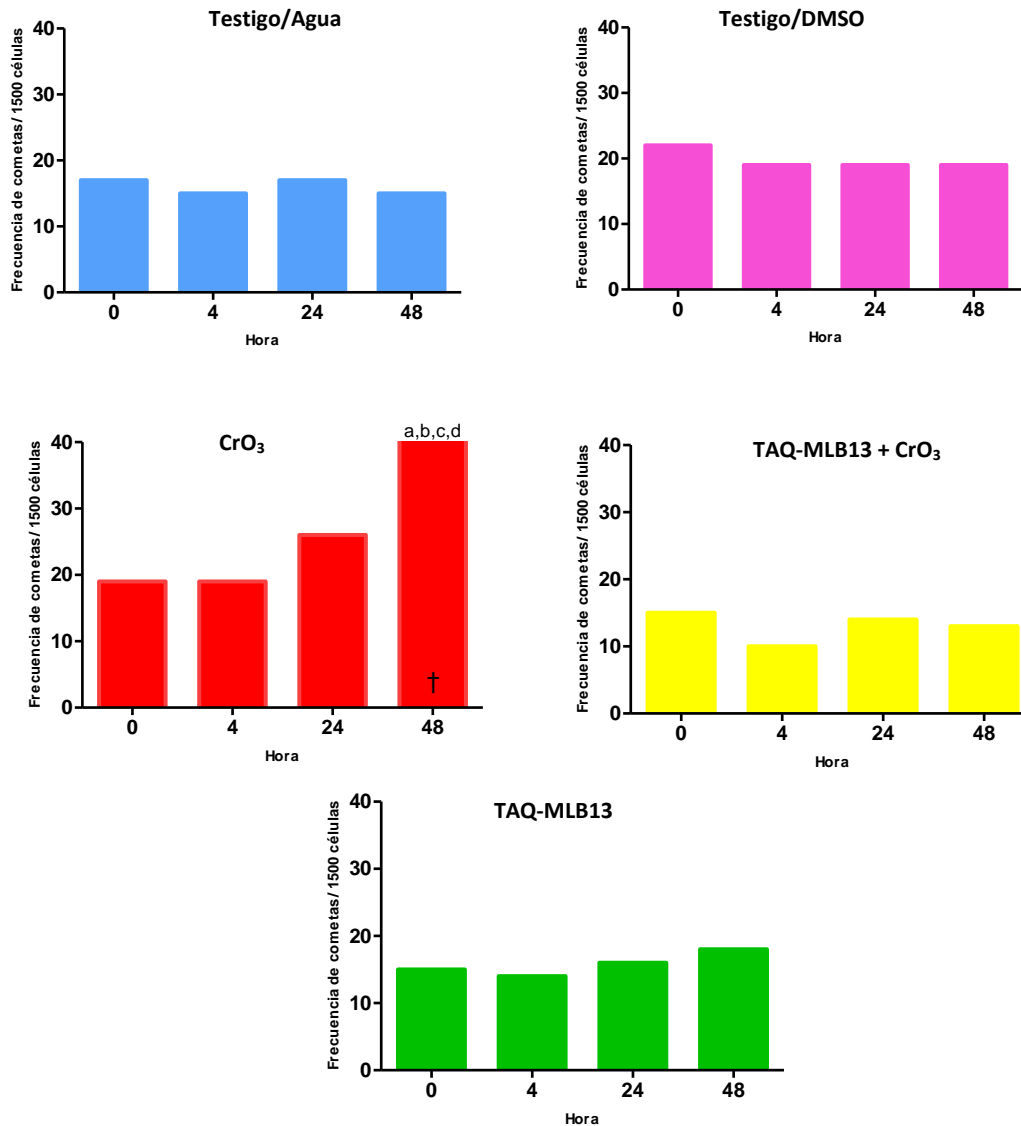 Testigo/Agua
Frecuencia de cometas/ 1500 células
40
30
20
10
0
0 4 24 48
Hora
Testigo/DMSO
Frecuencia de cometas/ 1500 células
40
30
20
10
0
0 4 24 48
Hora
CrO₃
a,b,c,d
Frecuencia de cometas/ 1500 células
40
30
20
10
0
†
0 4 24 48
Hora
TAQ-MLB13 + CrO₃
Frecuencia de cometas/ 1500 células
40
30
20
10
0
0 4 24 48
Hora
TAQ-MLB13
Frecuencia de cometas/ 1500 células
40
30
20
10
0
0 4 24 48
Hora